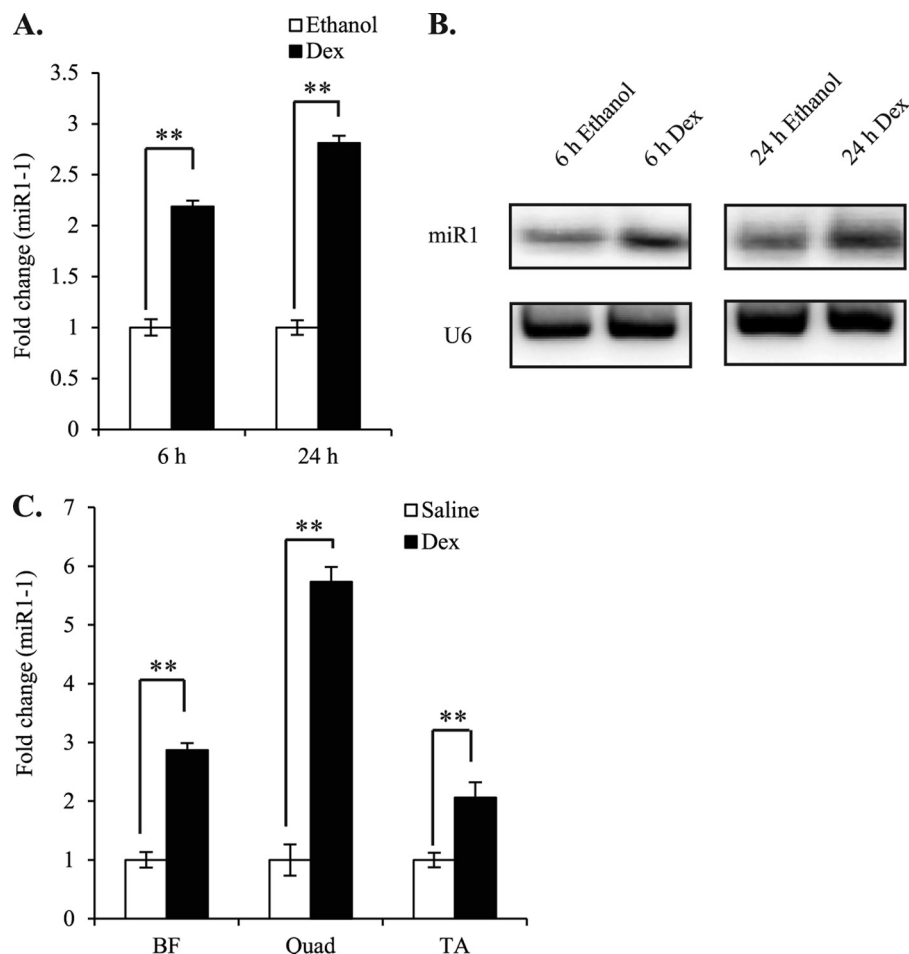 A.
Ethanol
Dex
Fold change (miR1-1)
3.5
3
2.5
2
1.5
1
0.5
0
**
**
6 h
24 h
B.
6 h Ethanol
6 h Dex
24 h Ethanol
24 h Dex
miR1
U6
C.
Saline
Dex
Fold change (miR1-1)
7
6
5
4
3
2
1
0
**
**
**
BF
Quad
TA